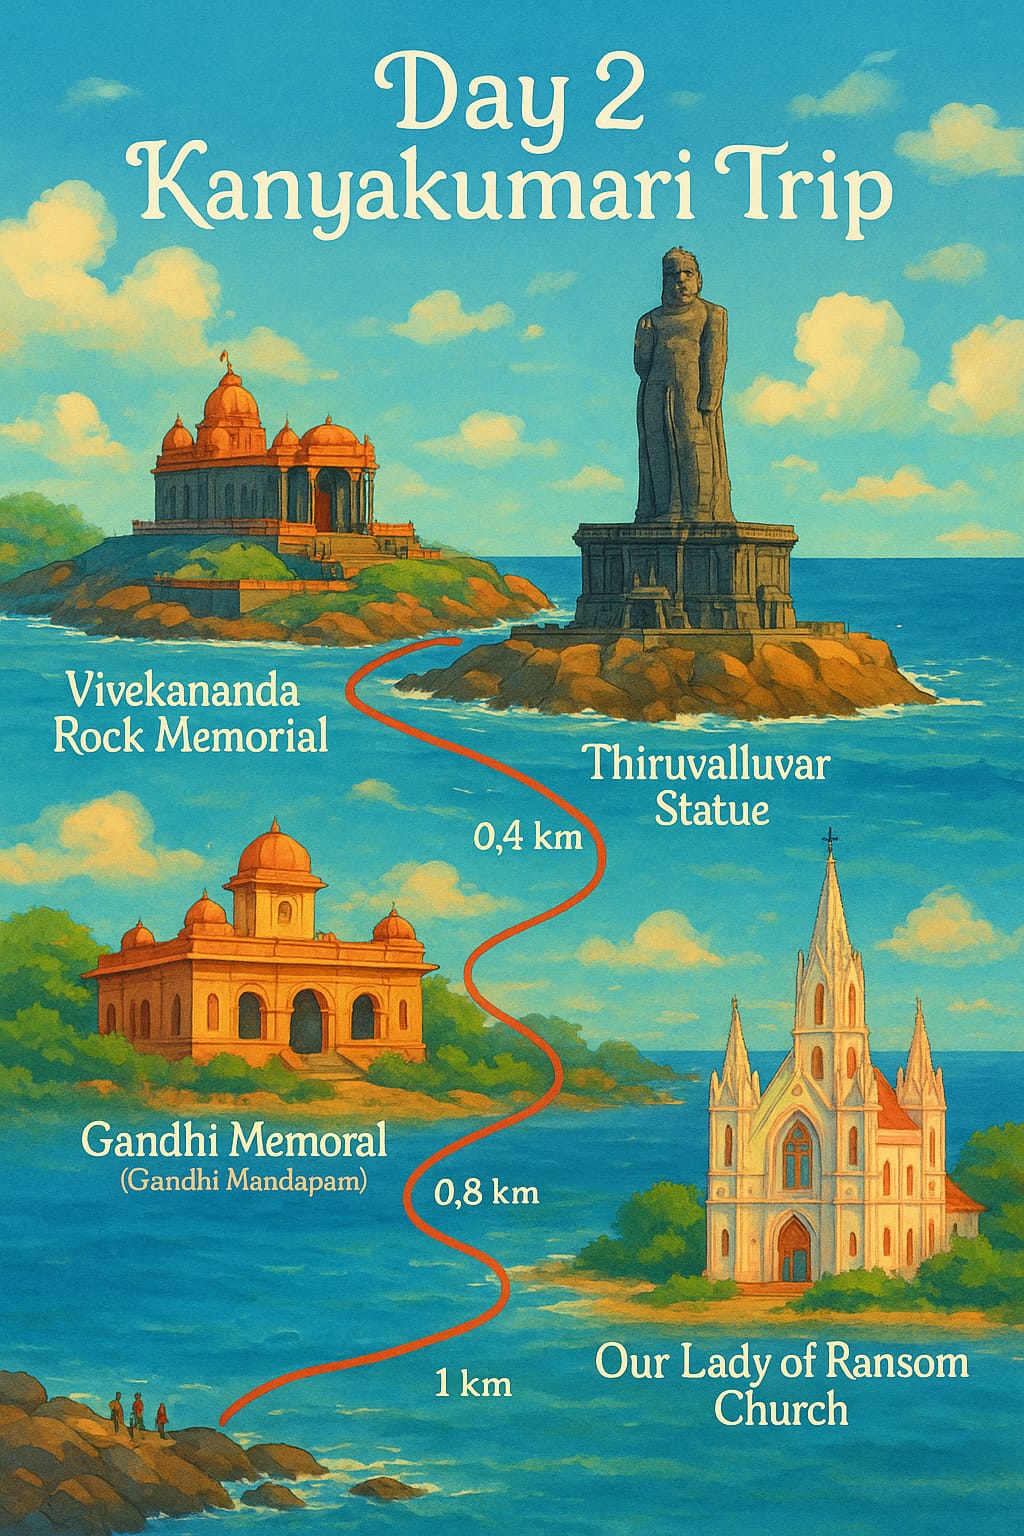 Day 2
Kanyakumari Trip
Vivekananda
Rock Memorial
Thiruvalluvar
Statue
0,4 km
Gandhi Memoral
(Gandhi Mandapam)
0,8 km
Our Lady of Ransom
Church
1 km